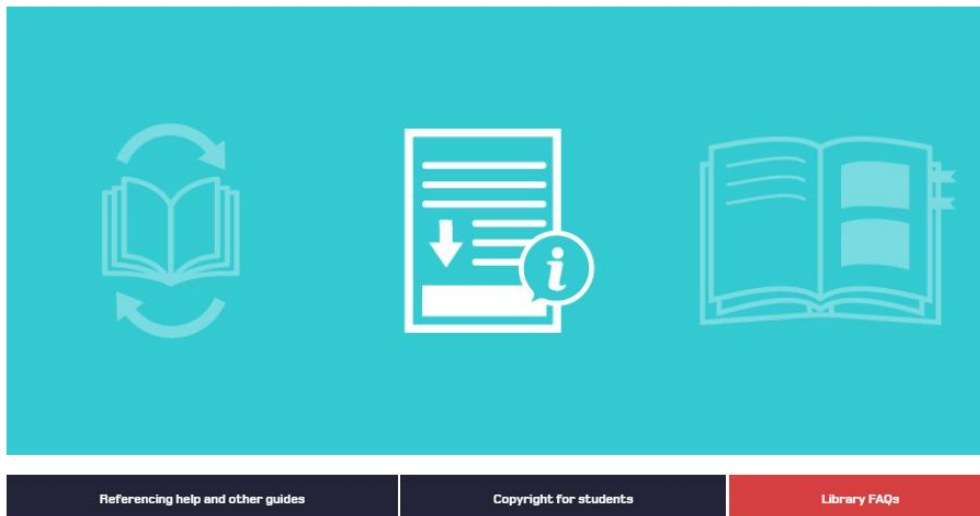 i
Referencing help and other guides
Copyright for students
Library FAQs